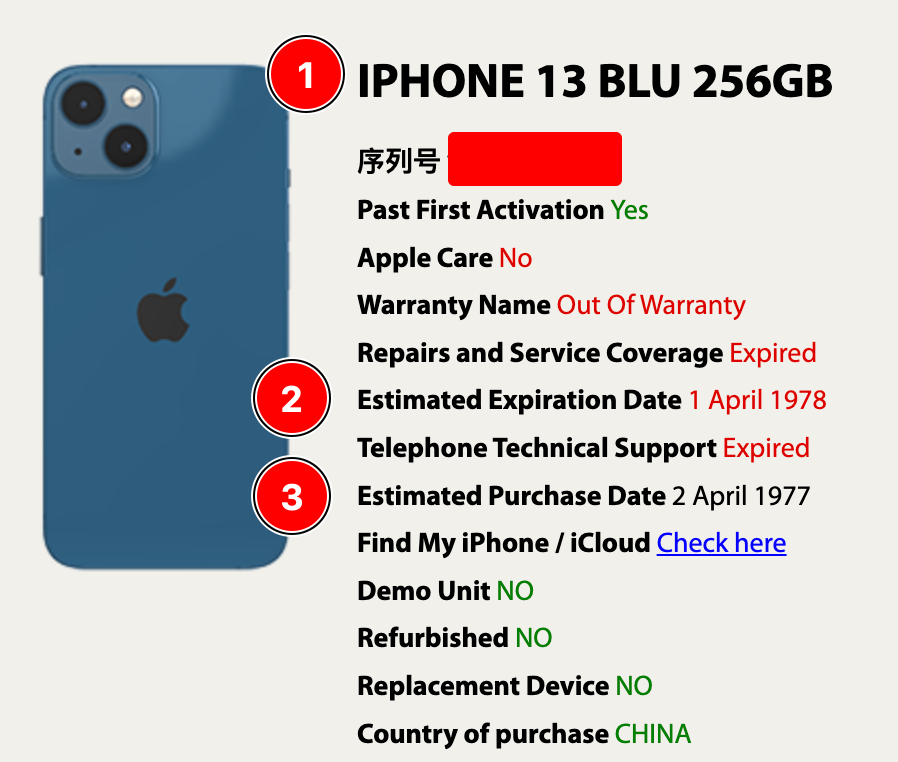 1
IPHONE 13 BLU 256GB
序列号
Past First Activation Yes
Apple Care No
Warranty Name Out Of Warranty
Repairs and Service Coverage Expired
2
Estimated Expiration Date 1 April 1978
Telephone Technical Support Expired
3
Estimated Purchase Date 2 April 1977
Find My iPhone / iCloud Check here
Demo Unit NO
Refurbished NO
Replacement Device NO
Country of purchase CHINA